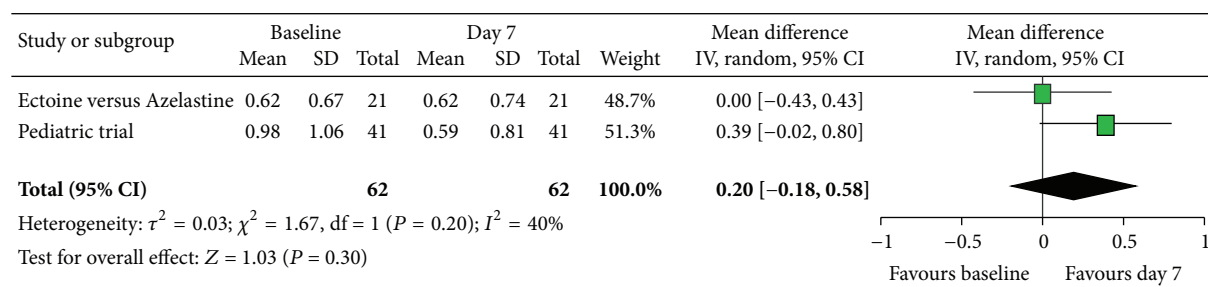 Study or subgroup Baseline Day 7 Mean difference Mean difference
Mean SD Total Mean SD Total Weight IV, random, 95% CI IV, random, 95% CI
Ectoine versus Azelastine 0.62 0.67 21 0.62 0.74 21 48.7% 0.00 [−0.43, 0.43]
Pediatric trial 0.98 1.06 41 0.59 0.81 41 51.3% 0.39 [−0.02, 0.80]
Total (95% CI) 62 62 100.0% 0.20 [−0.18, 0.58]
Heterogeneity: τ² = 0.03; χ² = 1.67, df = 1 (P = 0.20); I² = 40%
Test for overall effect: Z = 1.03 (P = 0.30)
−1 −0.5 0 0.5 1
Favours baseline Favours day 7